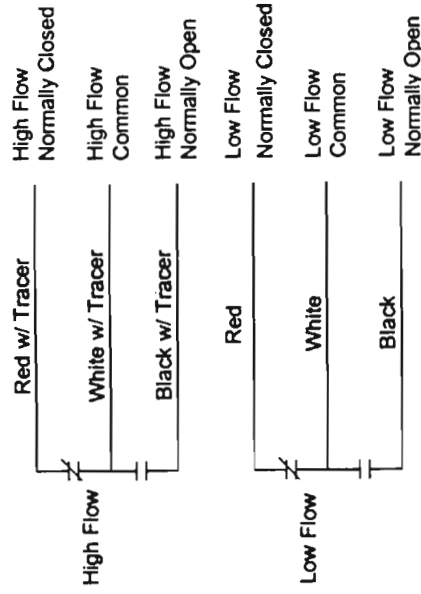 High Flow
Red w/ Tracer
High Flow
Normally Closed
White w/ Tracer
High Flow
Common
Black w/ Tracer
High Flow
Normally Open
Low Flow
Red
Low Flow
Normally Closed
White
Low Flow
Common
Black
Low Flow
Normally Open